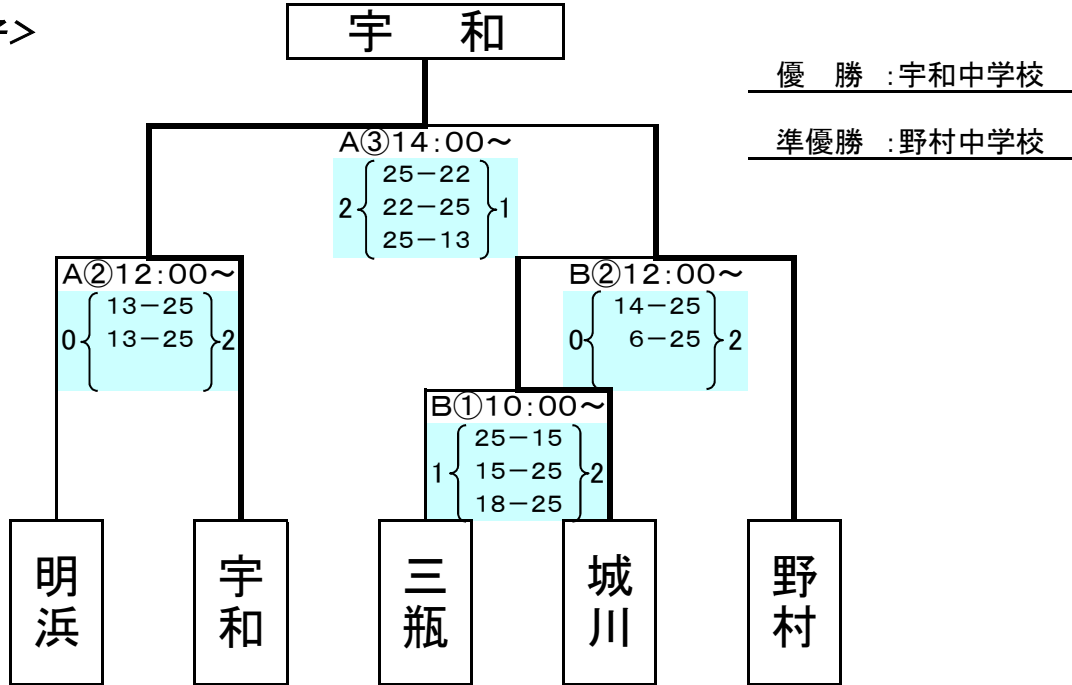 子＞
宇　和
優　勝　：宇和中学校
準優勝　：野村中学校
A③14：00～
25－22
2 22－25 1
25－13
A②12：00～
13－25
0 13－25 2
B②12：00～
14－25
0 6－25 2
B①10：00～
25－15
1 15－25 2
18－25
明浜
宇和
三瓶
城川
野村